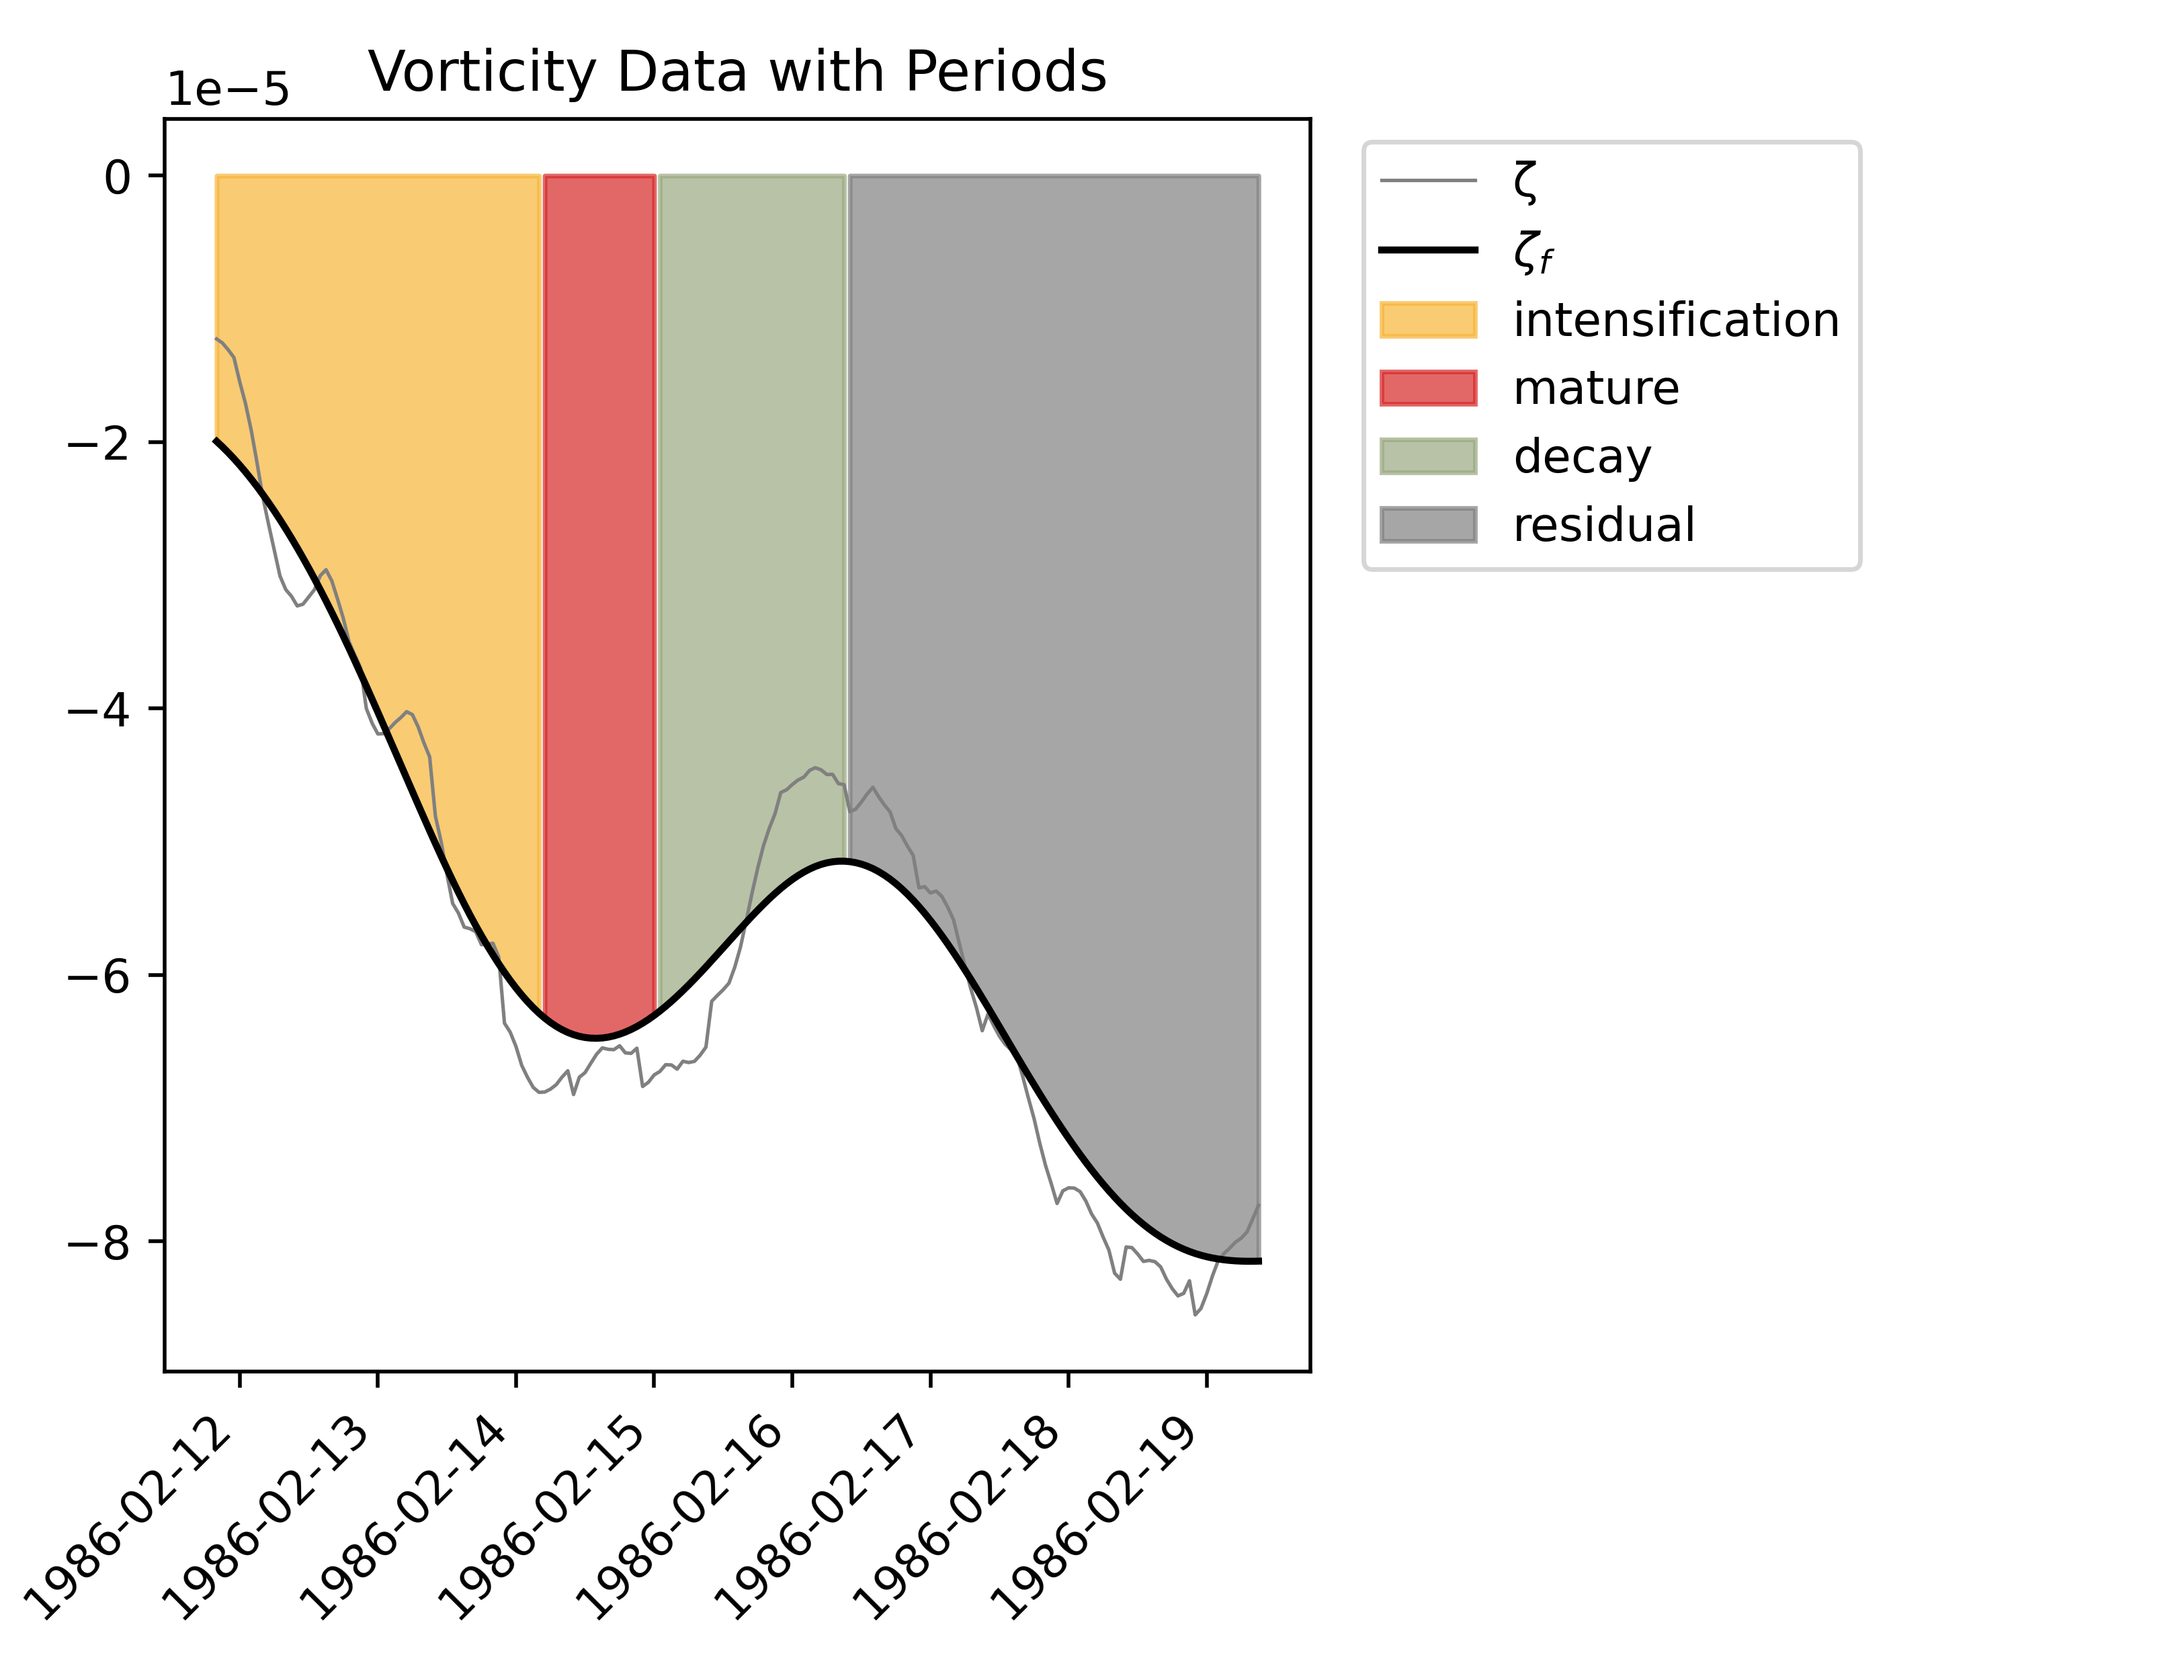 Vorticity Data with Periods
1e−5
0
−2
−4
−6
−8
1986-02-12
1986-02-13
1986-02-14
1986-02-15
1986-02-16
1986-02-17
1986-02-18
1986-02-19
ζ
ζf
intensification
mature
decay
residual